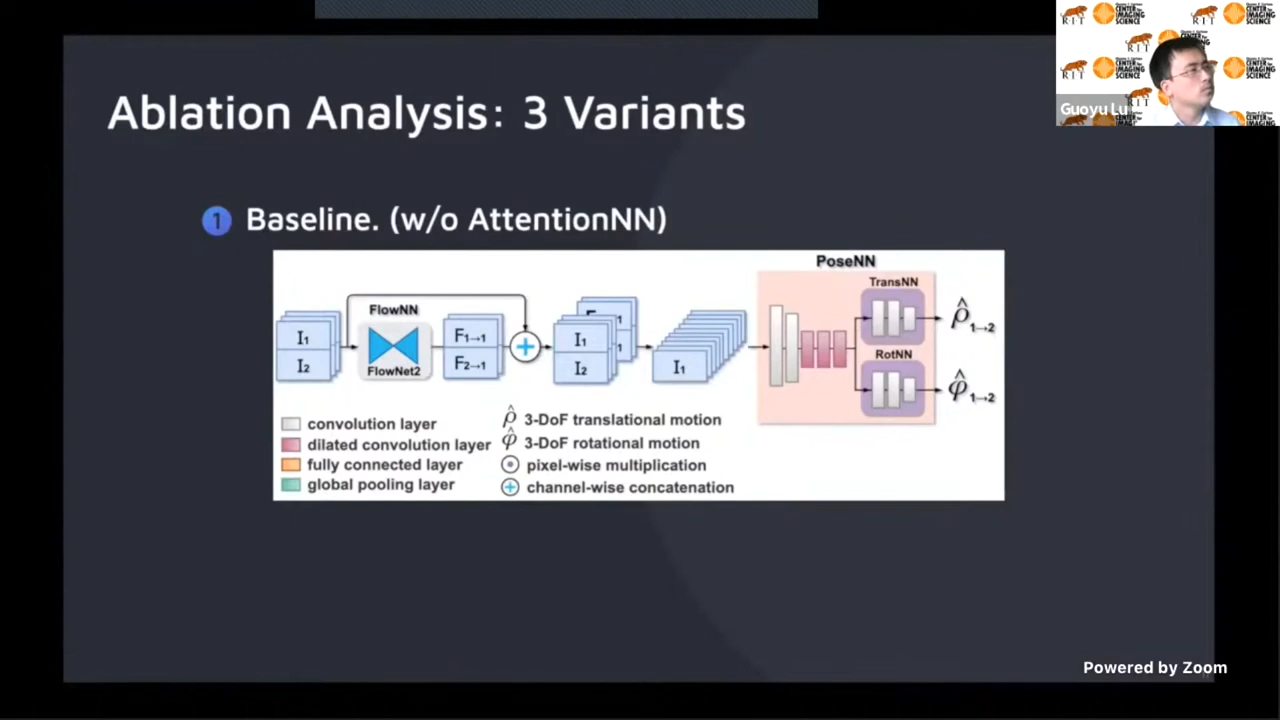 Ablation Analysis: 3 Variants
1 Baseline. (w/o AttentionNN)
PoseNN
TransNN
FlowNN
I₁
I₂
FlowNet2
F₁→₁
F₂→₁
I₁
I₂
I₁
RotNN
ρ̂₁→₂
φ̂₁→₂
convolution layer
dilated convolution layer
fully connected layer
global pooling layer
ρ̂ 3-DoF translational motion
φ̂ 3-DoF rotational motion
pixel-wise multiplication
channel-wise concatenation
Guoyu Lu
RIT
CENTER for
IMAGING
SCIENCE
Powered by Zoom